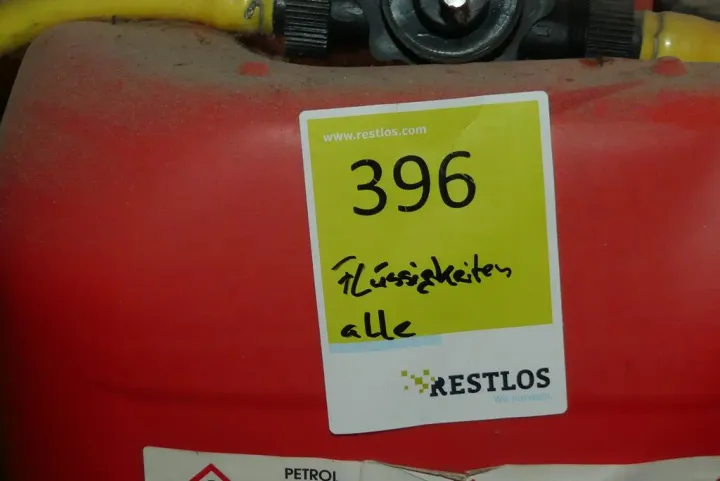 www.restlos.com
396
Flüssigkeiten
alle
RESTLOS
PETROL